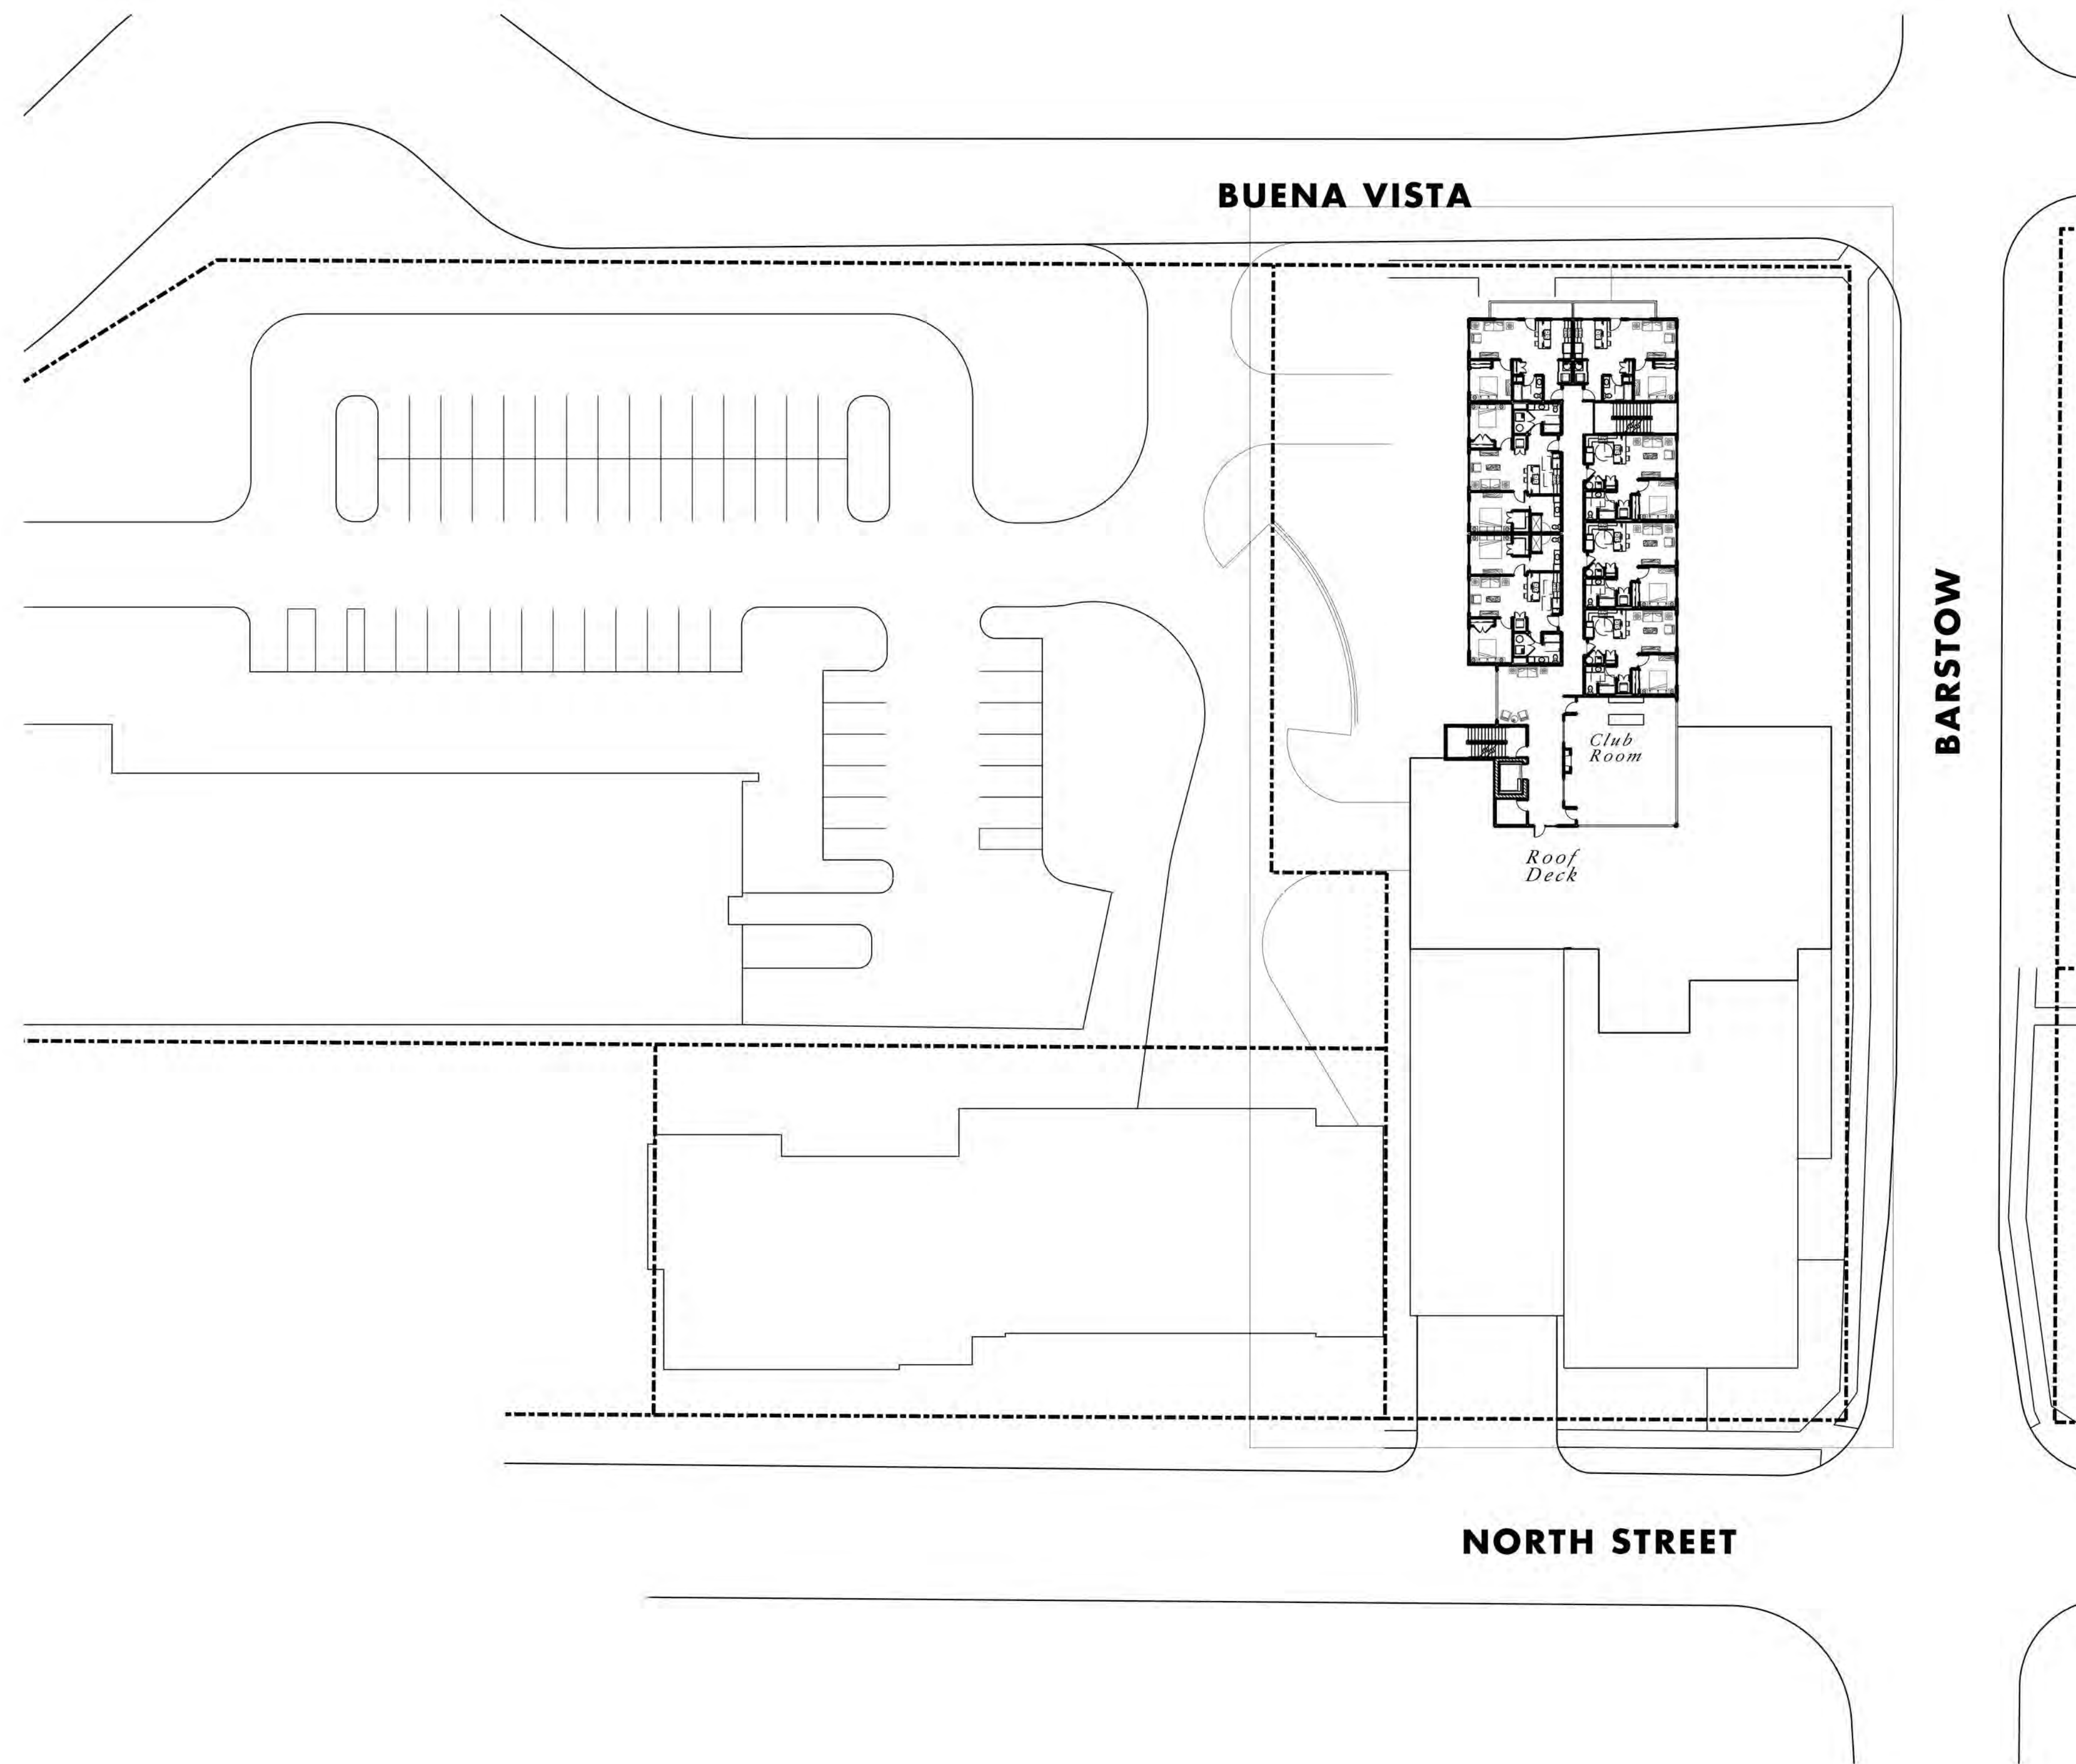 BUENA VISTA
BARSTOW
Club
Room
Roof
Deck
NORTH STREET